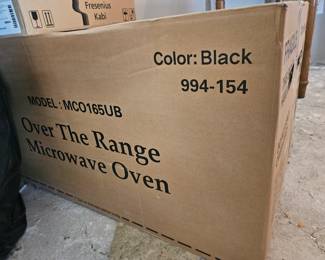 Fresenius
Kabi
Color: Black
994-154
MODEL : MCO165UB
Over The Range
Microwave Oven